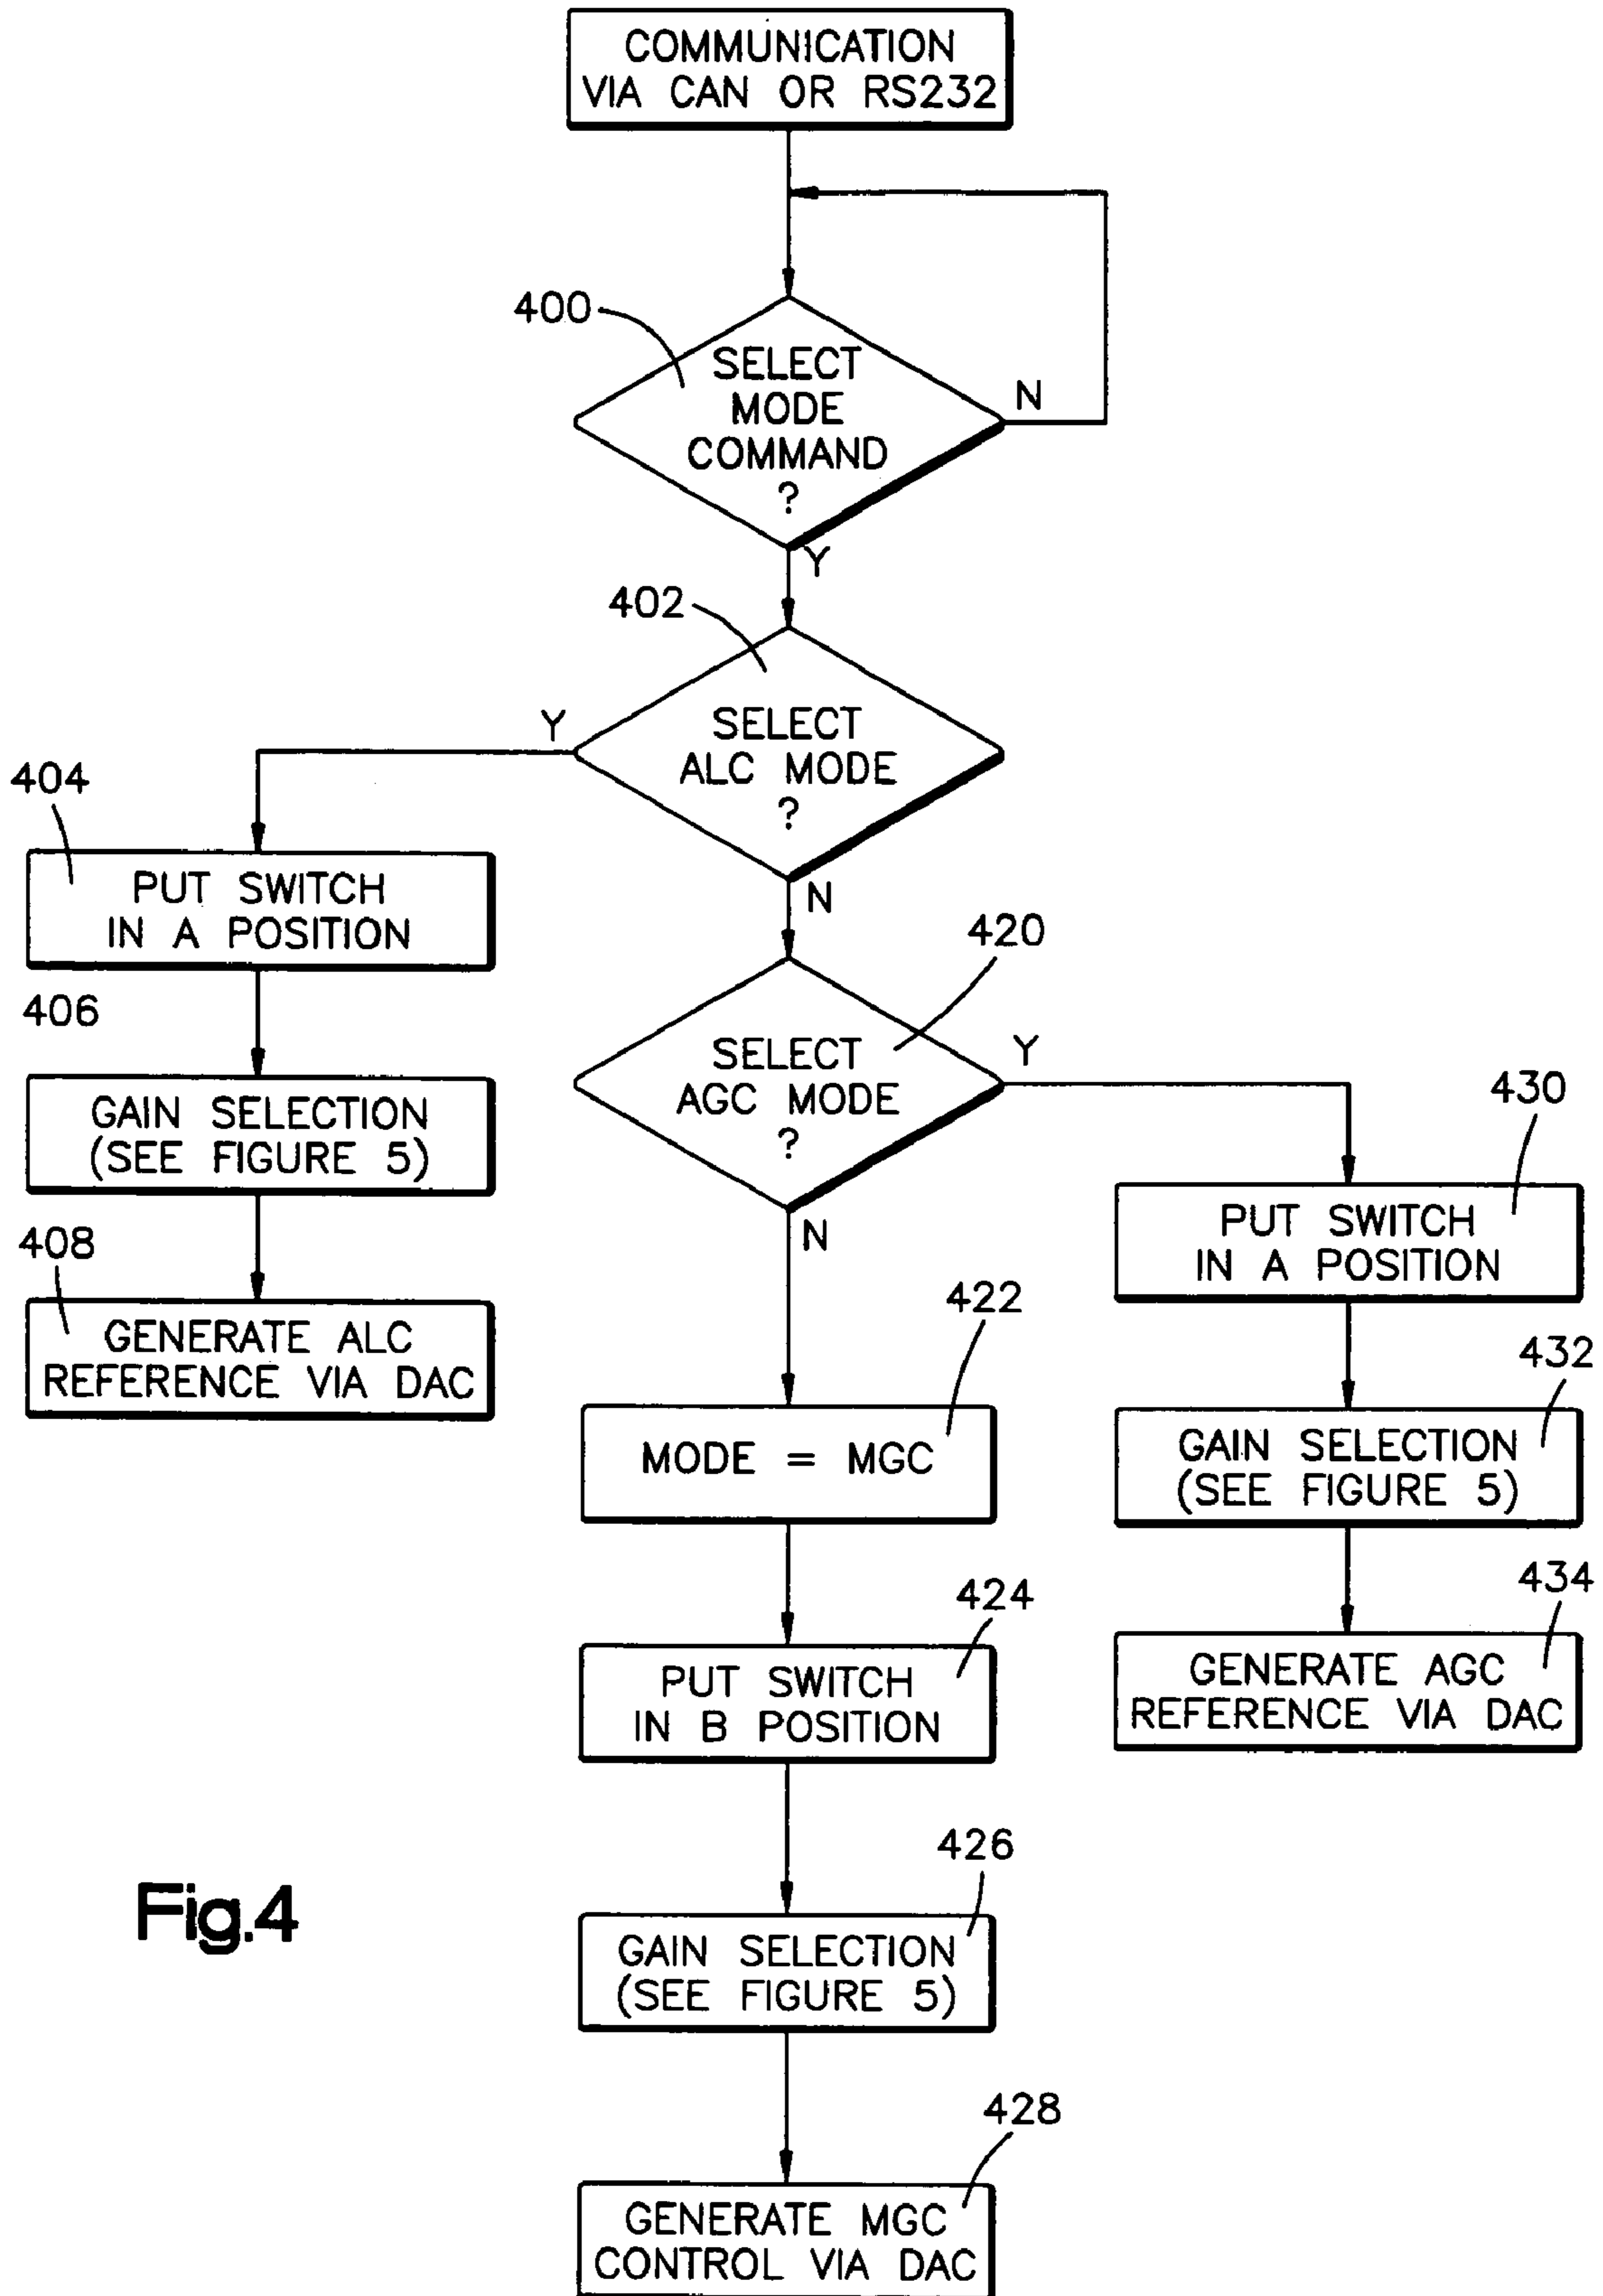 COMMUNICATION
VIA CAN OR RS232
400
SELECT
MODE
COMMAND
?
N
Y
402
SELECT
ALC MODE
?
Y
N
404
PUT SWITCH
IN A POSITION
406
GAIN SELECTION
(SEE FIGURE 5)
408
GENERATE ALC
REFERENCE VIA DAC
420
SELECT
AGC MODE
?
Y
N
430
PUT SWITCH
IN A POSITION
432
GAIN SELECTION
(SEE FIGURE 5)
434
GENERATE AGC
REFERENCE VIA DAC
422
MODE = MGC
424
PUT SWITCH
IN B POSITION
426
GAIN SELECTION
(SEE FIGURE 5)
428
GENERATE MGC
CONTROL VIA DAC
Fig.4